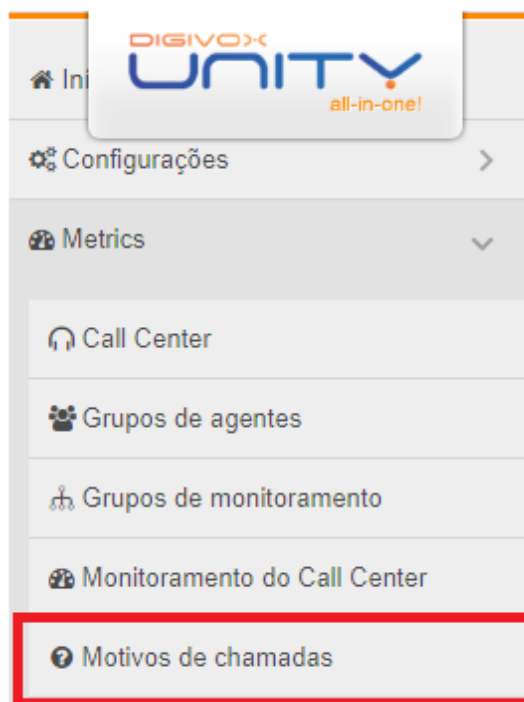 DIGIVOX
UNITY
all-in-one!
Ini
Configurações
Metrics
Call Center
Grupos de agentes
Grupos de monitoramento
Monitoramento do Call Center
Motivos de chamadas